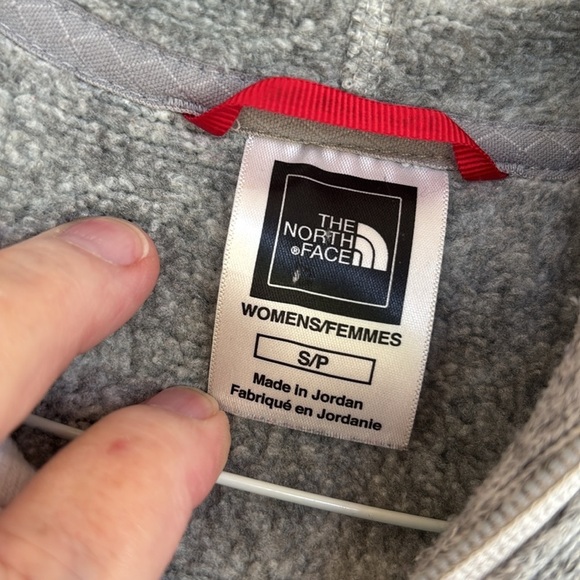 THE
NORTH
®FACE
WOMENS/FEMMES
S/P
Made in Jordan
Fabriqué en Jordanie